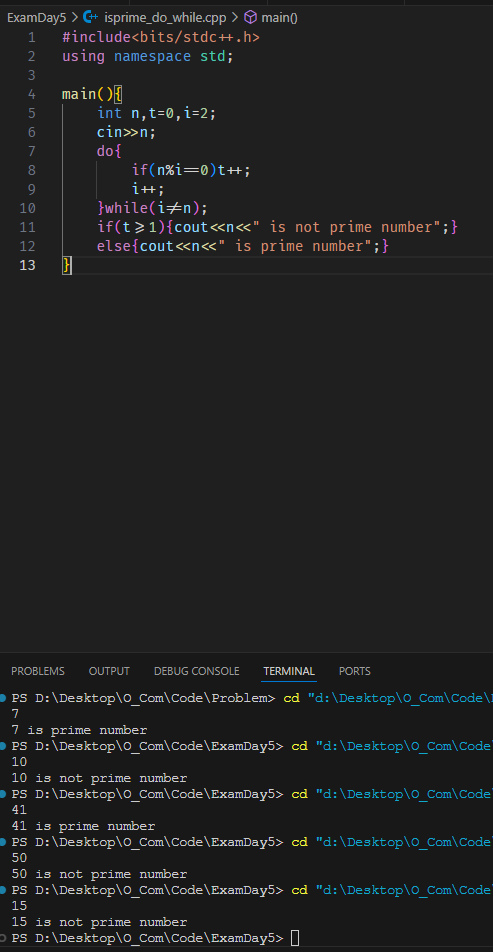 ExamDay5 > isprime_do_while.cpp > main()
1 #include<bits/stdc++.h>
2 using namespace std;
3
4 main(){
5 int n,t=0,i=2;
6 cin>>n;
7 do{
8 if(n%i==0)t++;
9 i++;
10 }while(i!=n);
11 if(t>=1){cout<<n<<" is not prime number";}
12 else{cout<<n<<" is prime number";}
13 }
PROBLEMS OUTPUT DEBUG CONSOLE TERMINAL PORTS
PS D:\Desktop\O_Com\Code\Problem> cd "d:\Desktop\O_Com\Code\
7
7 is prime number
PS D:\Desktop\O_Com\Code\ExamDay5> cd "d:\Desktop\O_Com\Code
10
10 is not prime number
PS D:\Desktop\O_Com\Code\ExamDay5> cd "d:\Desktop\O_Com\Code
41
41 is prime number
PS D:\Desktop\O_Com\Code\ExamDay5> cd "d:\Desktop\O_Com\Code
50
50 is not prime number
PS D:\Desktop\O_Com\Code\ExamDay5> cd "d:\Desktop\O_Com\Code
15
15 is not prime number
PS D:\Desktop\O_Com\Code\ExamDay5>